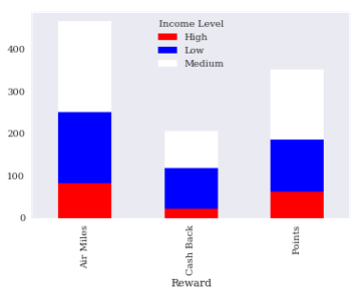 Income Level
High
Low
Medium
400
300
200
100
0
Air Miles
Cash Back
Points
Reward